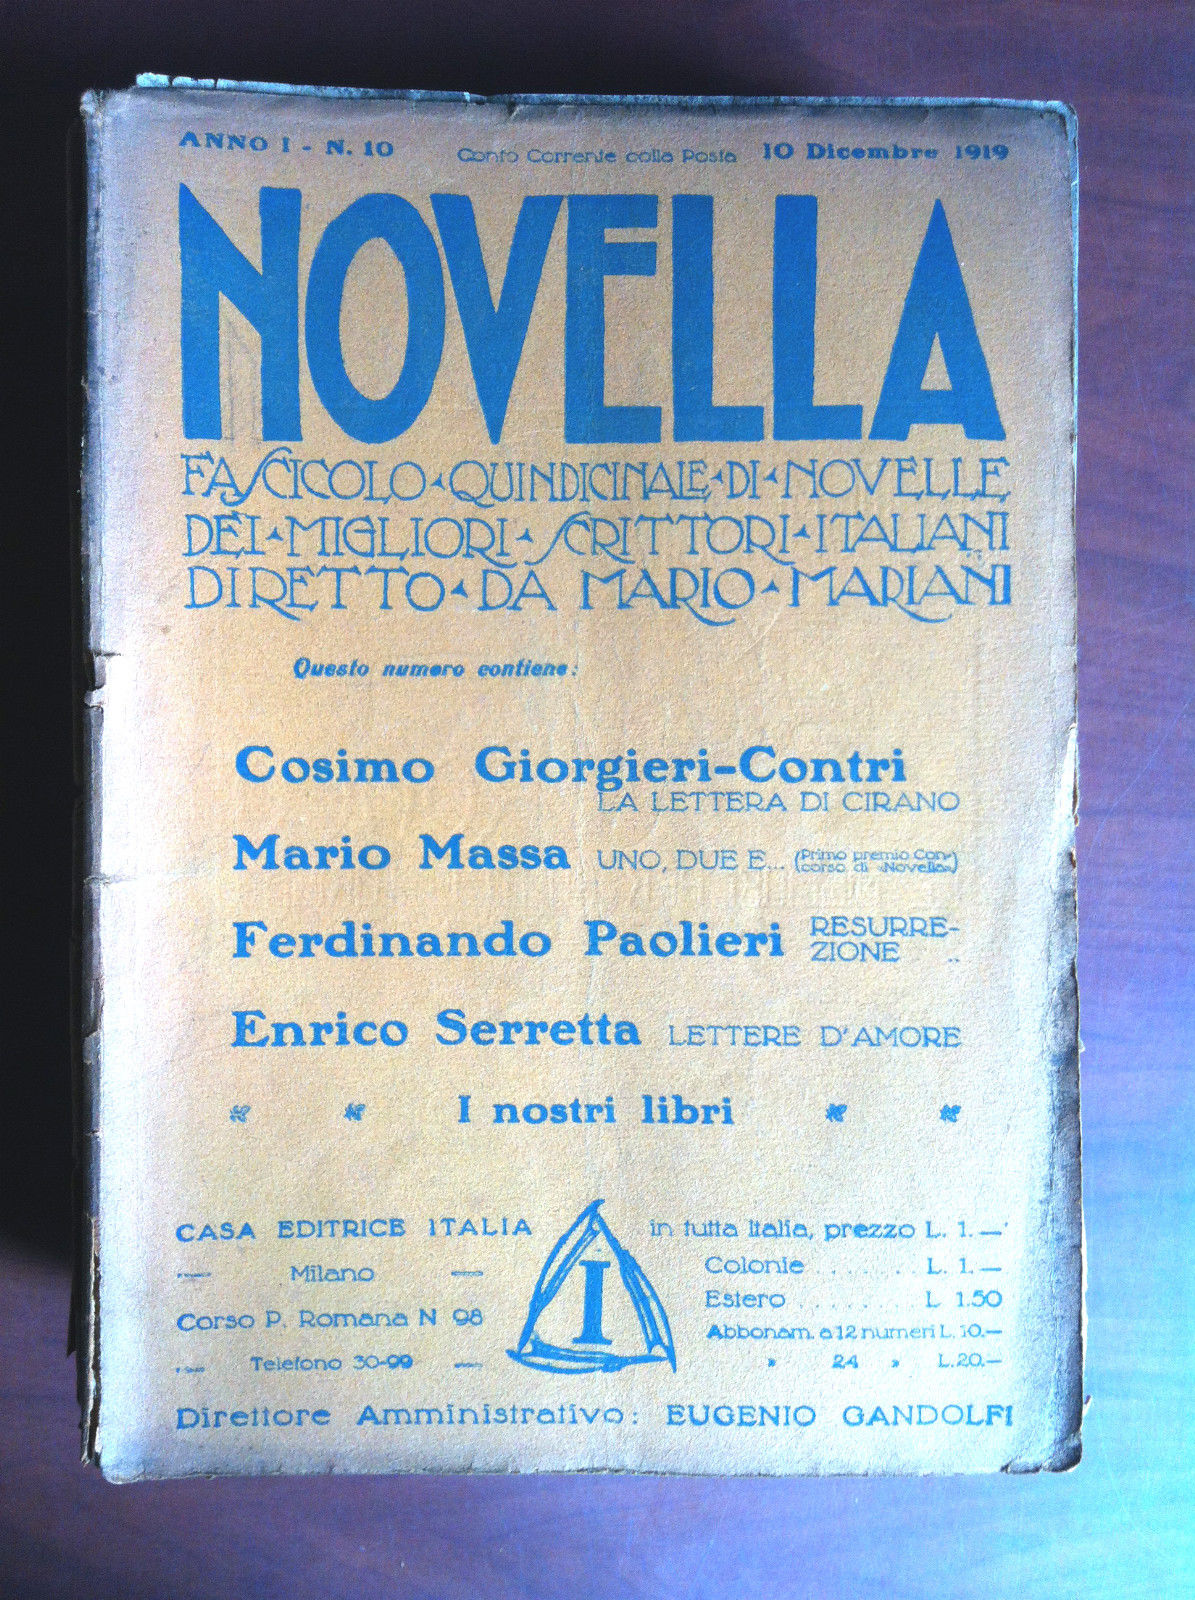 ANNO I - N. 10 Conto Corrente colla Posta 10 Dicembre 1919
NOVELLA
FASCICOLO QUINDICINALE DI NOVELLE
DEI MIGLIORI SCRITTORI ITALIANI
DIRETTO DA MARIO MARIANI
Questo numero contiene:
Cosimo Giorgieri-Contri
LA LETTERA DI CIRANO
Mario Massa UNO, DUE E... (Primo premio Con-
corso di «Novella»)
Ferdinando Paolieri RESURRE-
ZIONE ..
Enrico Serretta LETTERE D'AMORE
I nostri libri
CASA EDITRICE ITALIA
— Milano —
Corso P. Romana N 98
— Telefono 30-99 —
I
in tutta Italia, prezzo L. 1.—
Colonie ....... L. 1.—
Estero ........ L 1.50
Abbonam. a 12 numeri L. 10.—
» 24 » L. 20.—
Direttore Amministrativo: EUGENIO GANDOLFI